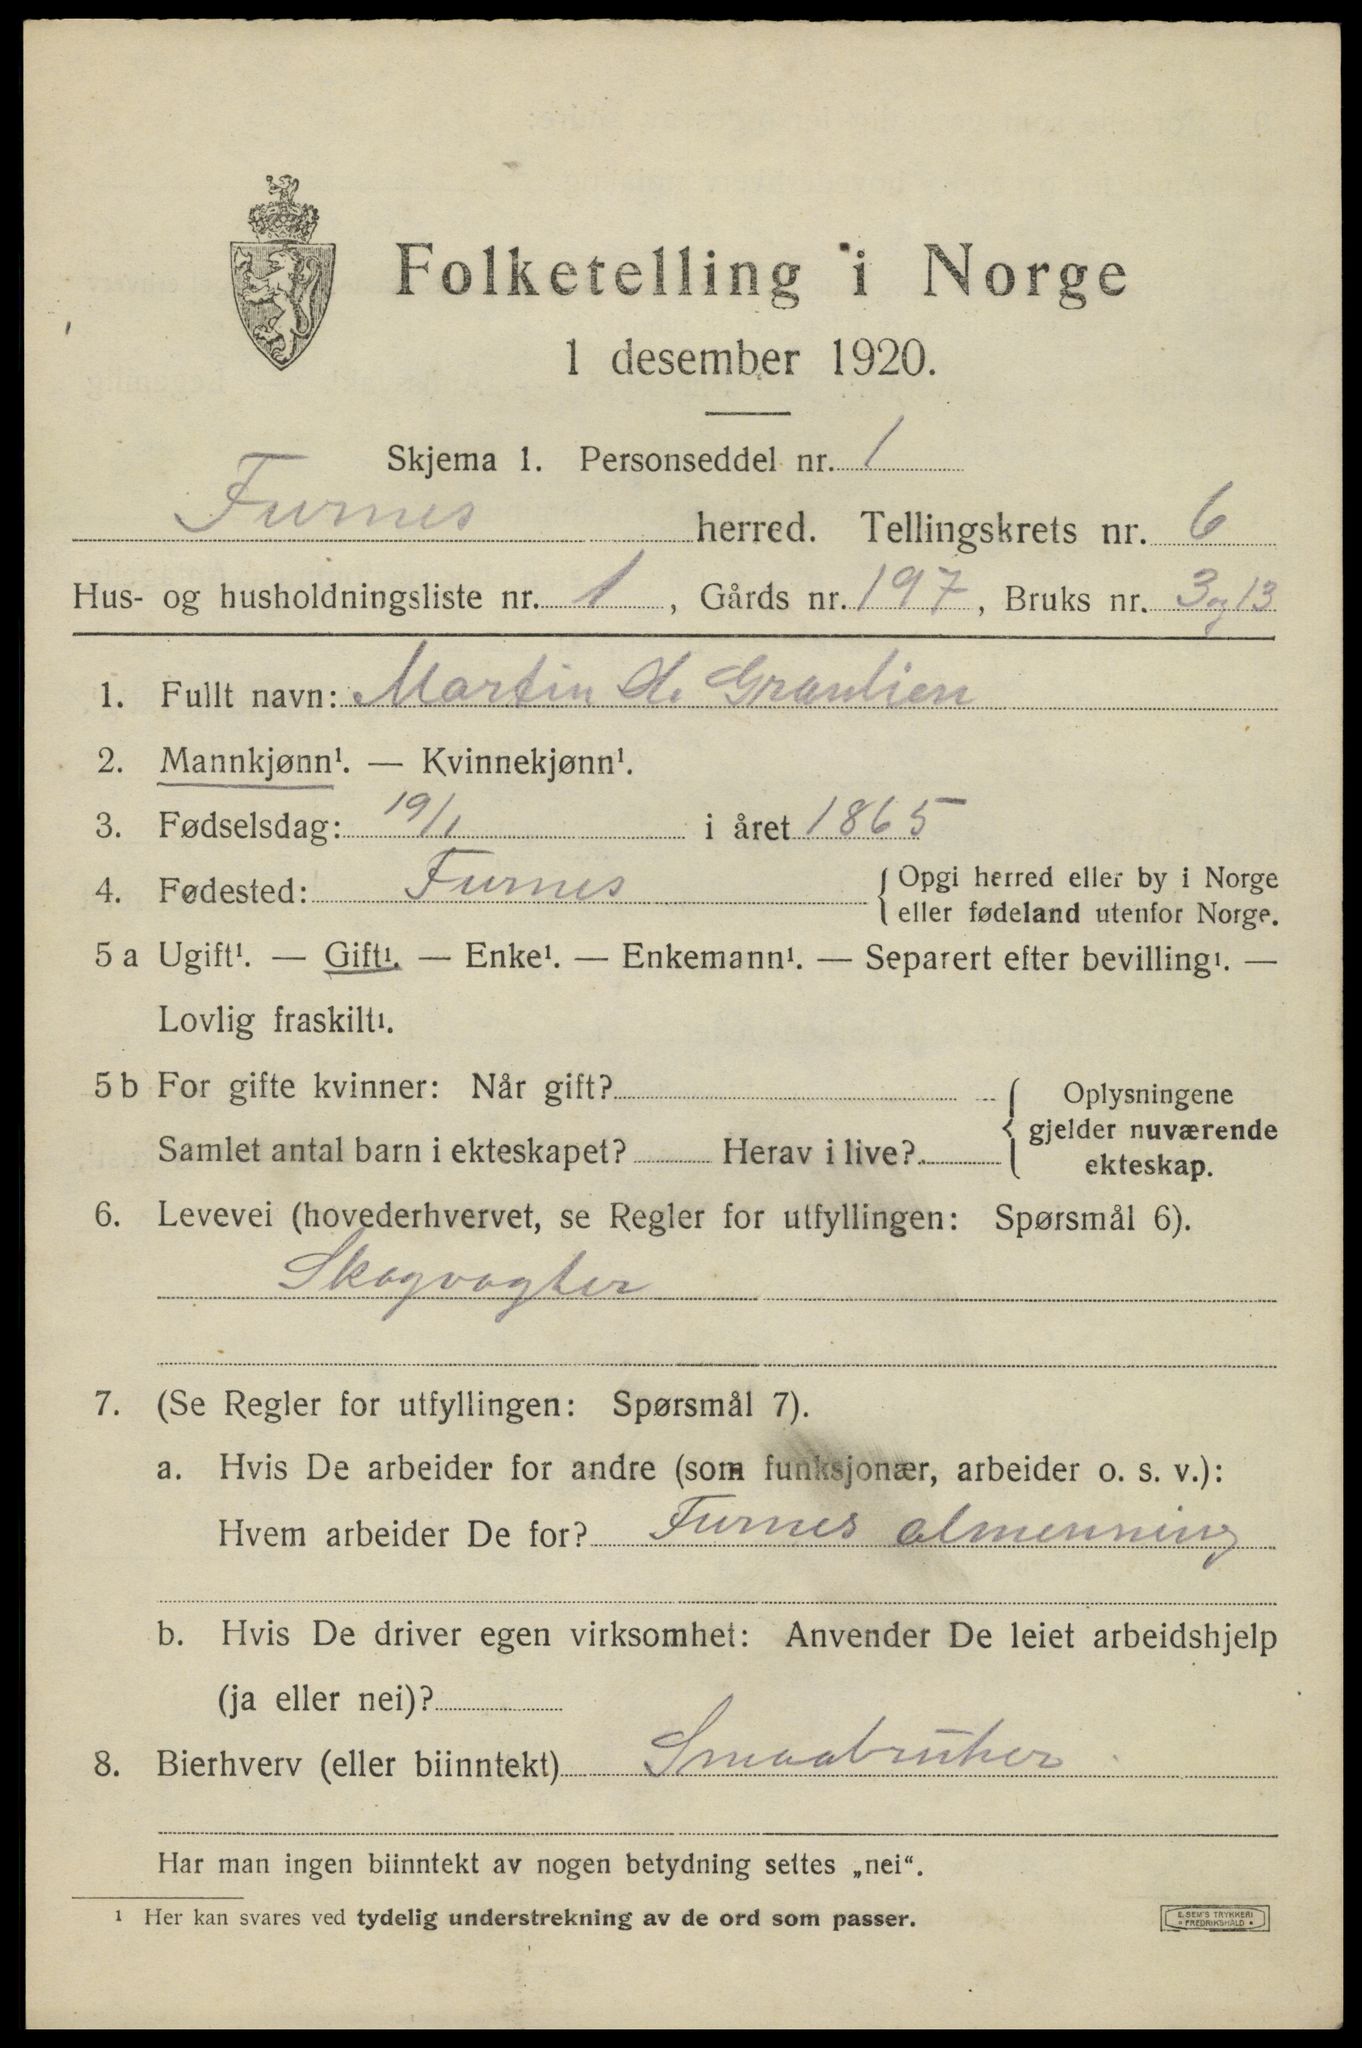 Folketelling i Norge
1 desember 1920.
Skjema 1. Personseddel nr. 1
Furnes herred. Tellingskrets nr. 6
Hus- og husholdningsliste nr. 1, Gårds nr. 197, Bruks nr. 3 og 13
1. Fullt navn: Martin H. Granlien
2. Mannkjønn¹. — Kvinnekjønn¹.
3. Fødselsdag: 19/1 i året 1865
4. Fødested: Furnes { Opgi herred eller by i Norge
eller fødeland utenfor Norge.
5 a Ugift¹. — Gift¹. — Enke¹. — Enkemann¹. — Separert efter bevilling¹. —
Lovlig fraskilt¹.
5 b For gifte kvinner: Når gift? { Oplysningene
gjelder nuværende
Samlet antal barn i ekteskapet? Herav i live?
ekteskap.
6. Levevei (hovederhvervet, se Regler for utfyllingen: Spørsmål 6).
Skogvogter
7. (Se Regler for utfyllingen: Spørsmål 7).
a. Hvis De arbeider for andre (som funksjonær, arbeider o. s. v.):
Hvem arbeider De for? Furnes almenning
b. Hvis De driver egen virksomhet: Anvender De leiet arbeidshjelp
(ja eller nei)?
8. Bierhverv (eller biinntekt) Smaabruker
Har man ingen biinntekt av nogen betydning settes „nei“.
¹ Her kan svares ved tydelig understrekning av de ord som passer.
E. SEM'S TRYKKERI
FREDRIKSHALD